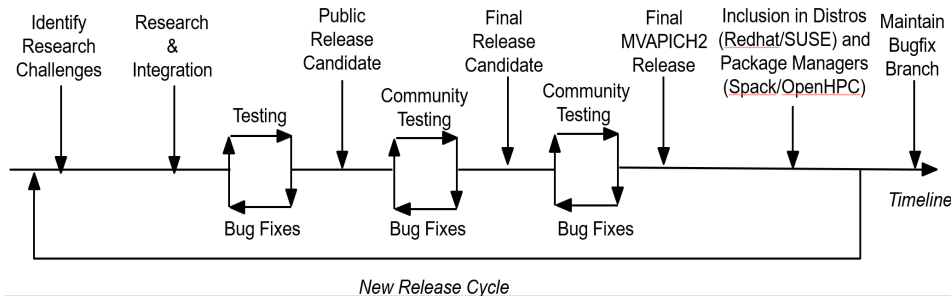 Identify
Research
Challenges
Research
&
Integration
Testing
Bug Fixes
Public
Release
Candidate
Community
Testing
Bug Fixes
Final
Release
Candidate
Community
Testing
Bug Fixes
Final
MVAPICH2
Release
Inclusion in Distros
(Redhat/SUSE) and
Package Managers
(Spack/OpenHPC)
Maintain
Bugfix
Branch
Timeline
New Release Cycle